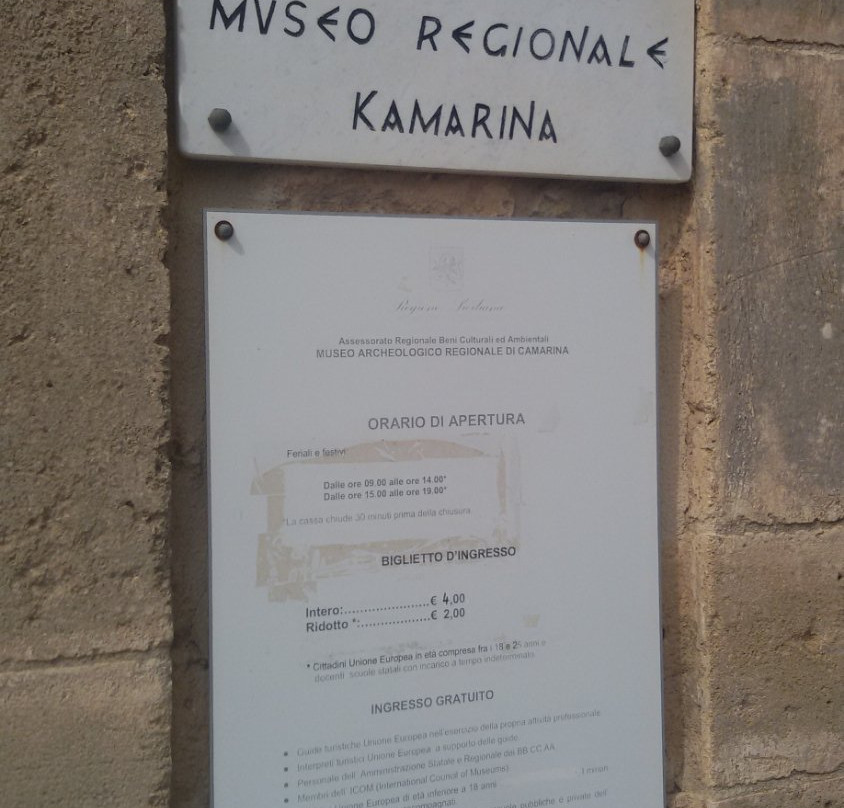 MVSEO REGIONALE
KAMARINA
Regione Siciliana
Assessorato Regionale Beni Culturali ed Ambientali
MUSEO ARCHEOLOGICO REGIONALE DI CAMARINA
ORARIO DI APERTURA
Feriali e festivi
Dalle ore 09.00 alle ore 14.00*
Dalle ore 15.00 alle ore 19.00*
*La cassa chiude 30 minuti prima della chiusura
BIGLIETTO D'INGRESSO
Intero:......................€ 4,00
Ridotto *:..................€ 2,00
* Cittadini Unione Europea in età compresa fra i 18 e 25 anni e
docenti scuole statali con incarico a tempo indeterminato
INGRESSO GRATUITO
Guide turistiche Unione Europea nell'esercizio della propria attività professionale
Interpreti turistici Unione Europea a supporto delle guide
Personale dell' Amministrazione Statale e Regionale dei BB.CC.AA.
Membri dell' ICOM (International Council of Museums)
Unione Europea di età inferiore a 18 anni I minori
pubbliche e private dell'